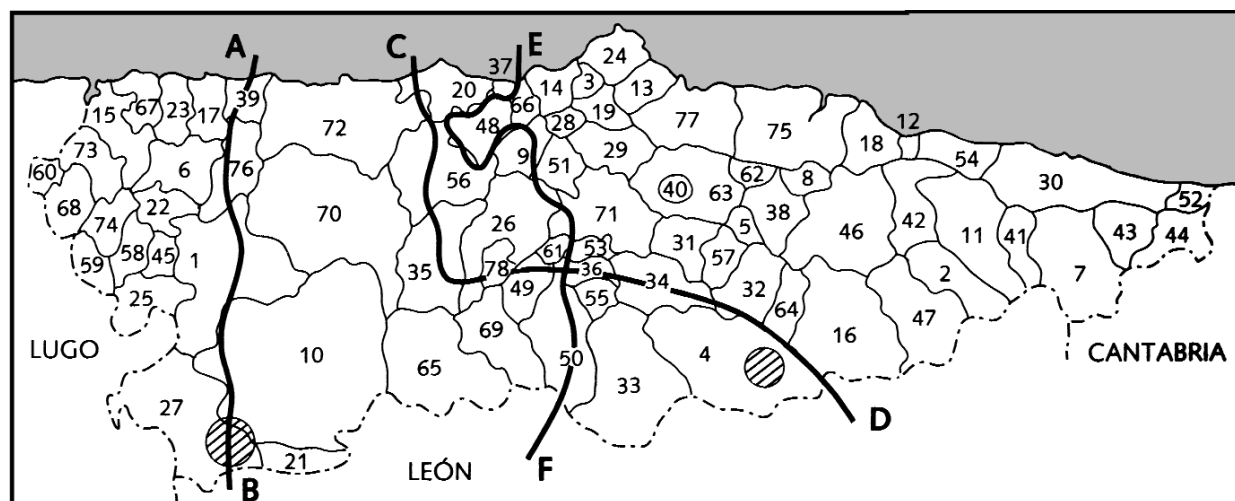 A C E
37 24
39 20 14 3 13
15 67 23 17 66 19
72 48 28 77 75 12
73 18
60 6 76 9 51 29 54
68 56 40 63 62 8 30 52
74 22 70 26 71 5 38 42 11 41 43 44
59 58 45 1 35 61 53 31 57 46 7
25 78 36 34 32 2
49 55 64 47
LUGO 10 69 50 16 CANTABRIA
65 33 4
27 D
21 LEÓN F
B